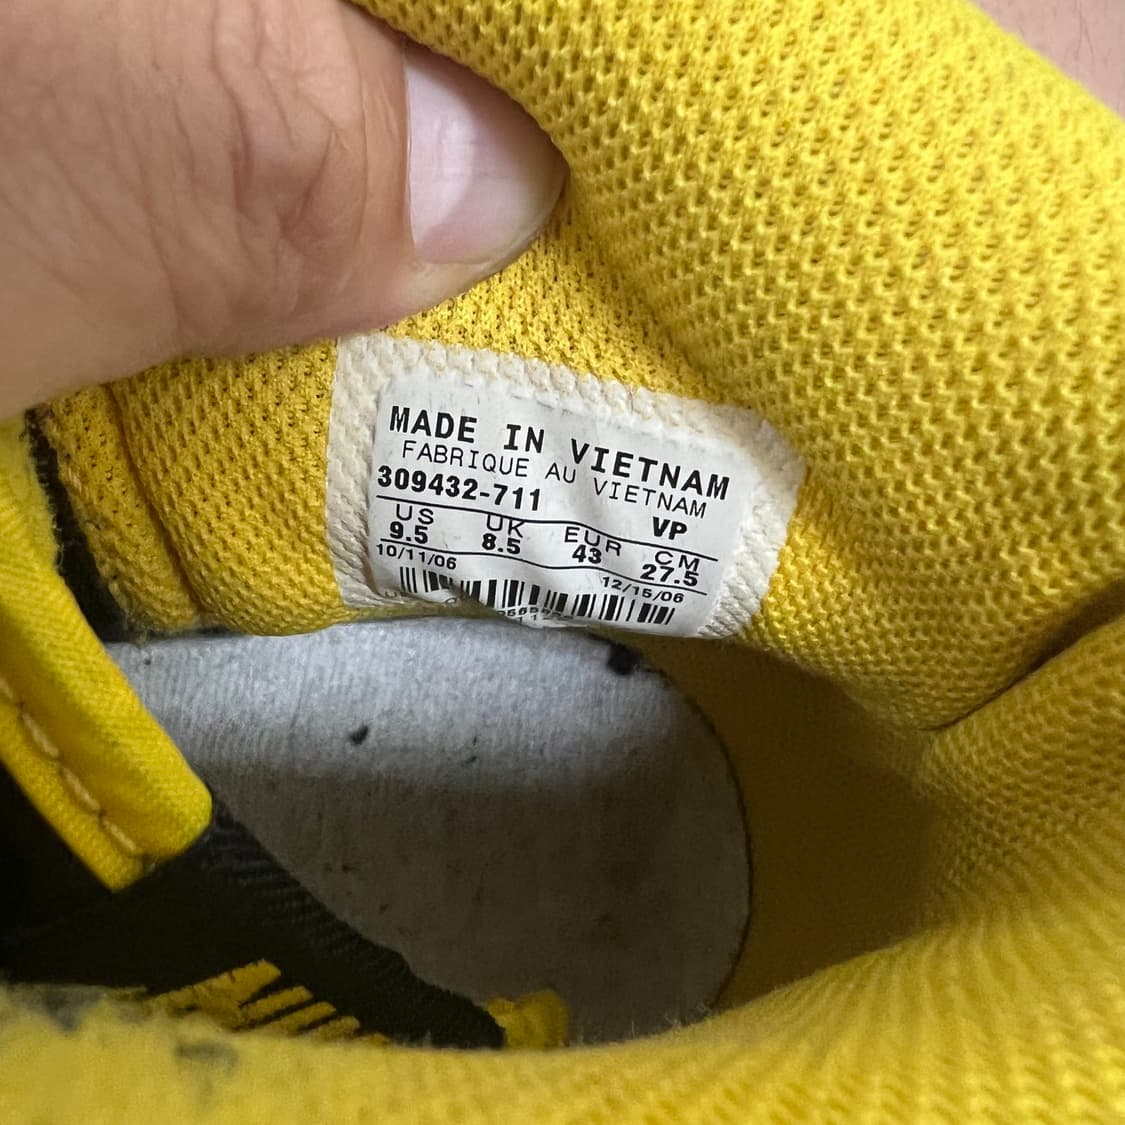 MADE IN VIETNAM
FABRIQUE AU VIETNAM
309432-711 VP
US UK EUR CM
9.5 8.5 43 27.5
10/11/06 12/15/06